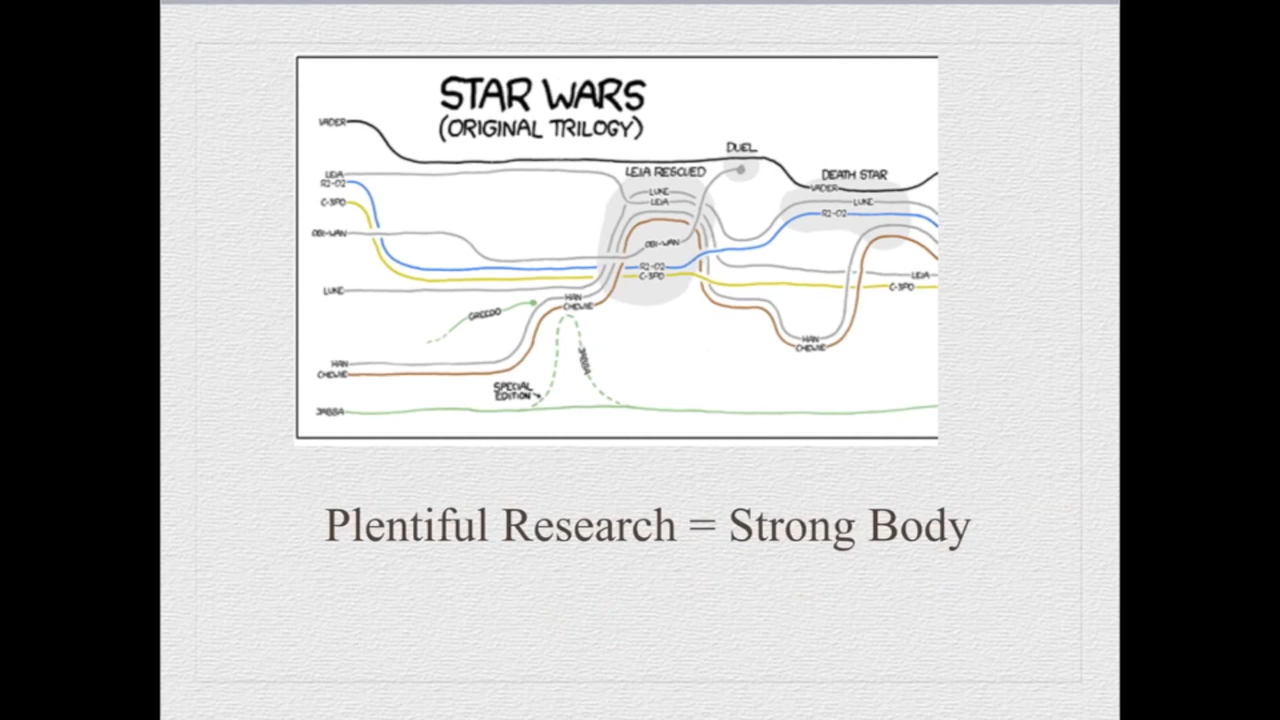 STAR WARS
(ORIGINAL TRILOGY)
VADER
DUEL
LEIA RESCUED
DEATH STAR
LEIA
R2-D2
C-3PO
LUKE
LEIA
VADER
LUKE
R2-D2
OBI-WAN
OBI-WAN
R2-D2
C-3PO
LEIA
C-3PO
LUKE
HAN
CHEWIE
GREEDO
HAN
CHEWIE
HAN
CHEWIE
JABBA
SPECIAL
EDITION
JABBA
Plentiful Research = Strong Body